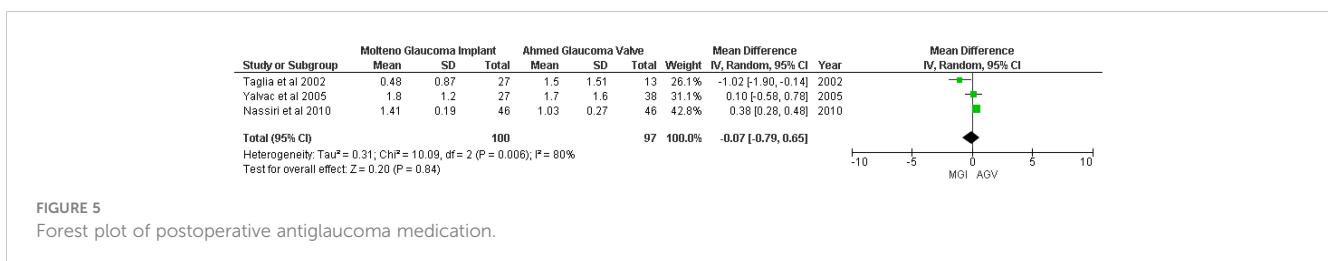 Molteno Glaucoma Implant Ahmed Glaucoma Valve Mean Difference Mean Difference
Study or Subgroup Mean SD Total Mean SD Total Weight IV, Random, 95% CI Year IV, Random, 95% CI
Taglia et al 2002 0.48 0.87 27 1.5 1.51 13 26.1% -1.02 [-1.90, -0.14] 2002
Yalvac et al 2005 1.8 1.2 27 1.7 1.6 38 31.1% 0.10 [-0.58, 0.78] 2005
Nassiri et al 2010 1.41 0.19 46 1.03 0.27 46 42.8% 0.38 [0.28, 0.48] 2010
Total (95% CI) 100 97 100.0% -0.07 [-0.79, 0.65]
Heterogeneity: Tau² = 0.31; Chi² = 10.09, df = 2 (P = 0.006); I² = 80%
Test for overall effect: Z = 0.20 (P = 0.84)
-10 -5 0 5 10
MGI AGV
FIGURE 5
Forest plot of postoperative antiglaucoma medication.